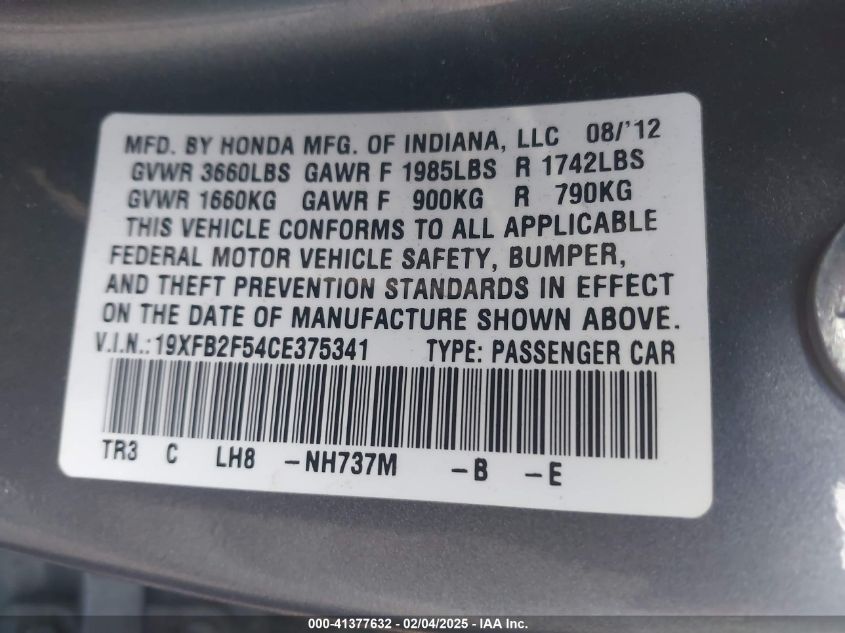 MFD. BY HONDA MFG. OF INDIANA, LLC 08/'12
GVWR 3660LBS GAWR F 1985LBS R 1742LBS
GVWR 1660KG GAWR F 900KG R 790KG
THIS VEHICLE CONFORMS TO ALL APPLICABLE
FEDERAL MOTOR VEHICLE SAFETY, BUMPER,
AND THEFT PREVENTION STANDARDS IN EFFECT
ON THE DATE OF MANUFACTURE SHOWN ABOVE.
V.I.N.: 19XFB2F54CE375341 TYPE: PASSENGER CAR
TR3 C LH8 -NH737M -B -E
000-41377632 - 02/04/2025 - IAA Inc.